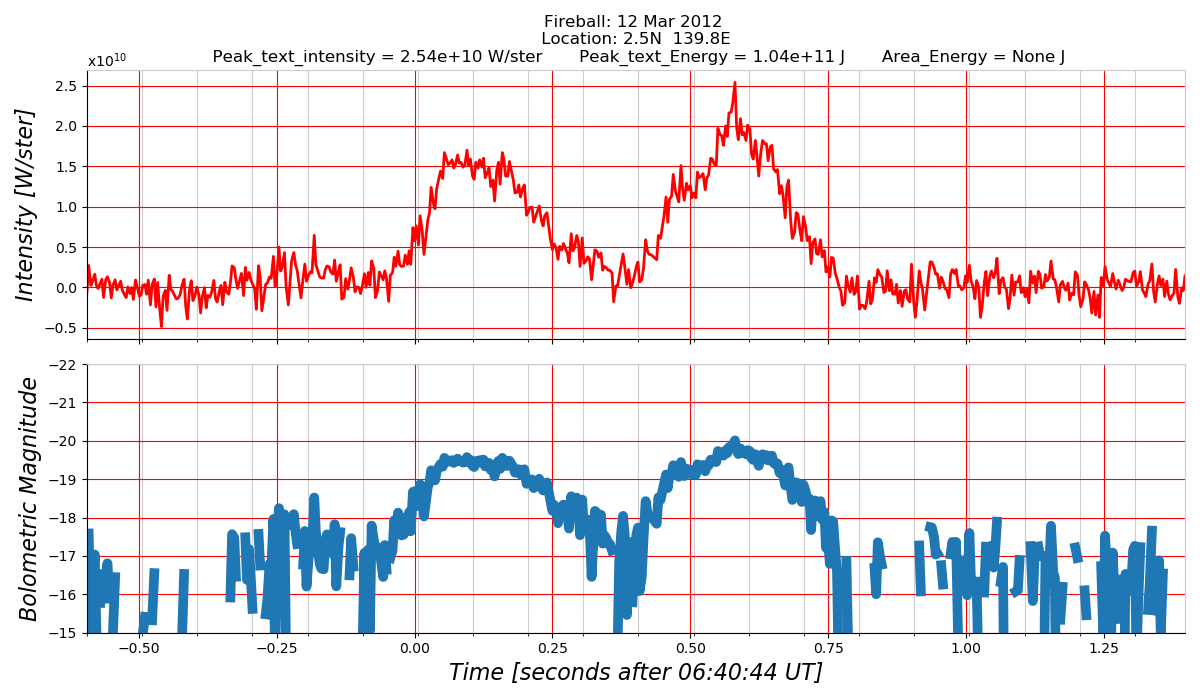 Fireball: 12 Mar 2012
Location: 2.5N  139.8E
Peak_text_intensity = 2.54e+10 W/ster       Peak_text_Energy = 1.04e+11 J       Area_Energy = None J
x10¹⁰
2.5
2.0
1.5
1.0
0.5
0.0
−0.5
Intensity [W/ster]
−22
−21
−20
−19
−18
−17
−16
−15
Bolometric Magnitude
−0.50 −0.25 0.00 0.25 0.50 0.75 1.00 1.25
Time [seconds after 06:40:44 UT]